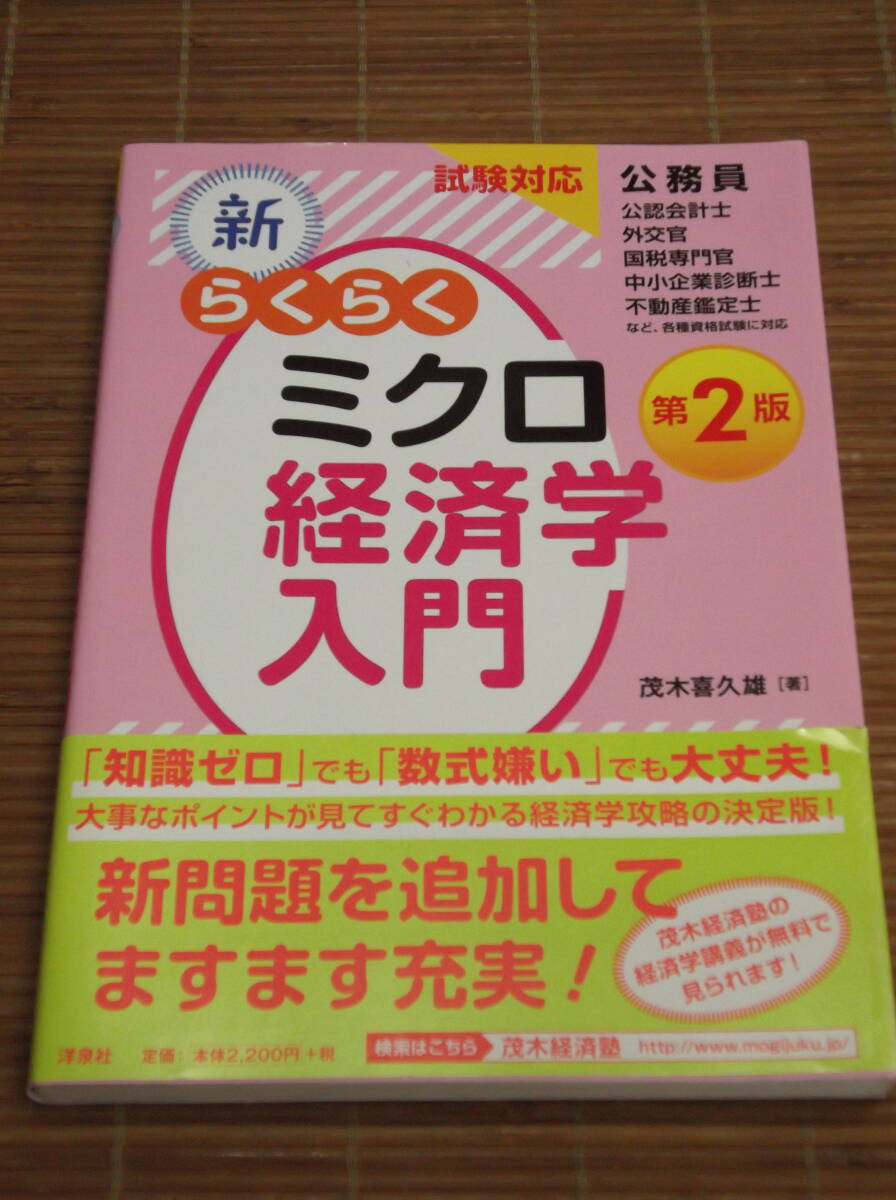 試験対応
公務員
公認会計士
外交官
国税専門官
中小企業診断士
不動産鑑定士
など、各種資格試験に対応
新
らくらく
ミクロ
経済学
入門
第2版
茂木喜久雄［著］
「知識ゼロ」でも「数式嫌い」でも大丈夫！
大事なポイントが見てすぐわかる経済学攻略の決定版！
新問題を追加して
ますます充実！
茂木経済塾の
経済学講義が無料で
見られます！
洋泉社 定価：本体2,200円+税
検索はこちら 茂木経済塾 http://www.mogijuku.jp/